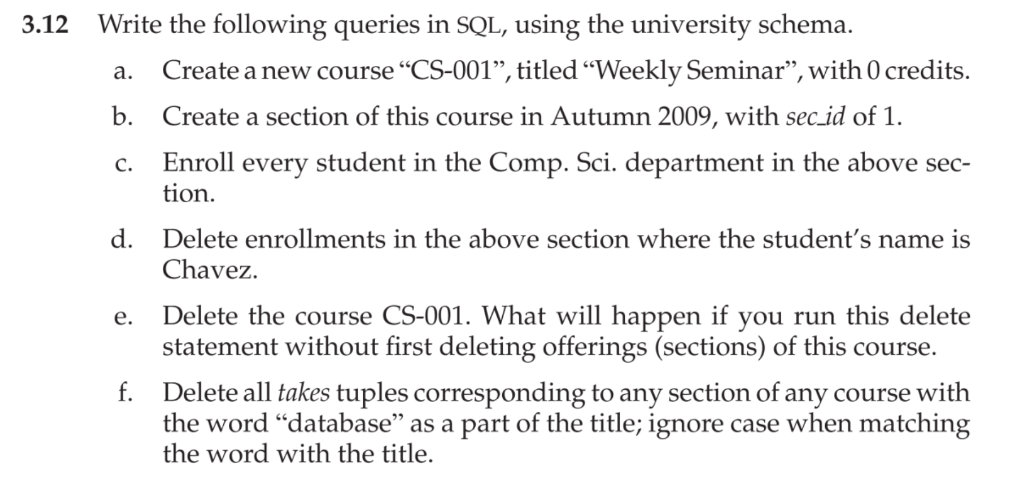 3.12 Write the following queries in SQL, using the university schema.
a. Create a new course “CS-001”, titled “Weekly Seminar”, with 0 credits.
b. Create a section of this course in Autumn 2009, with sec_id of 1.
c. Enroll every student in the Comp. Sci. department in the above sec-
tion.
d. Delete enrollments in the above section where the student’s name is
Chavez.
e. Delete the course CS-001. What will happen if you run this delete
statement without first deleting offerings (sections) of this course.
f. Delete all takes tuples corresponding to any section of any course with
the word “database” as a part of the title; ignore case when matching
the word with the title.